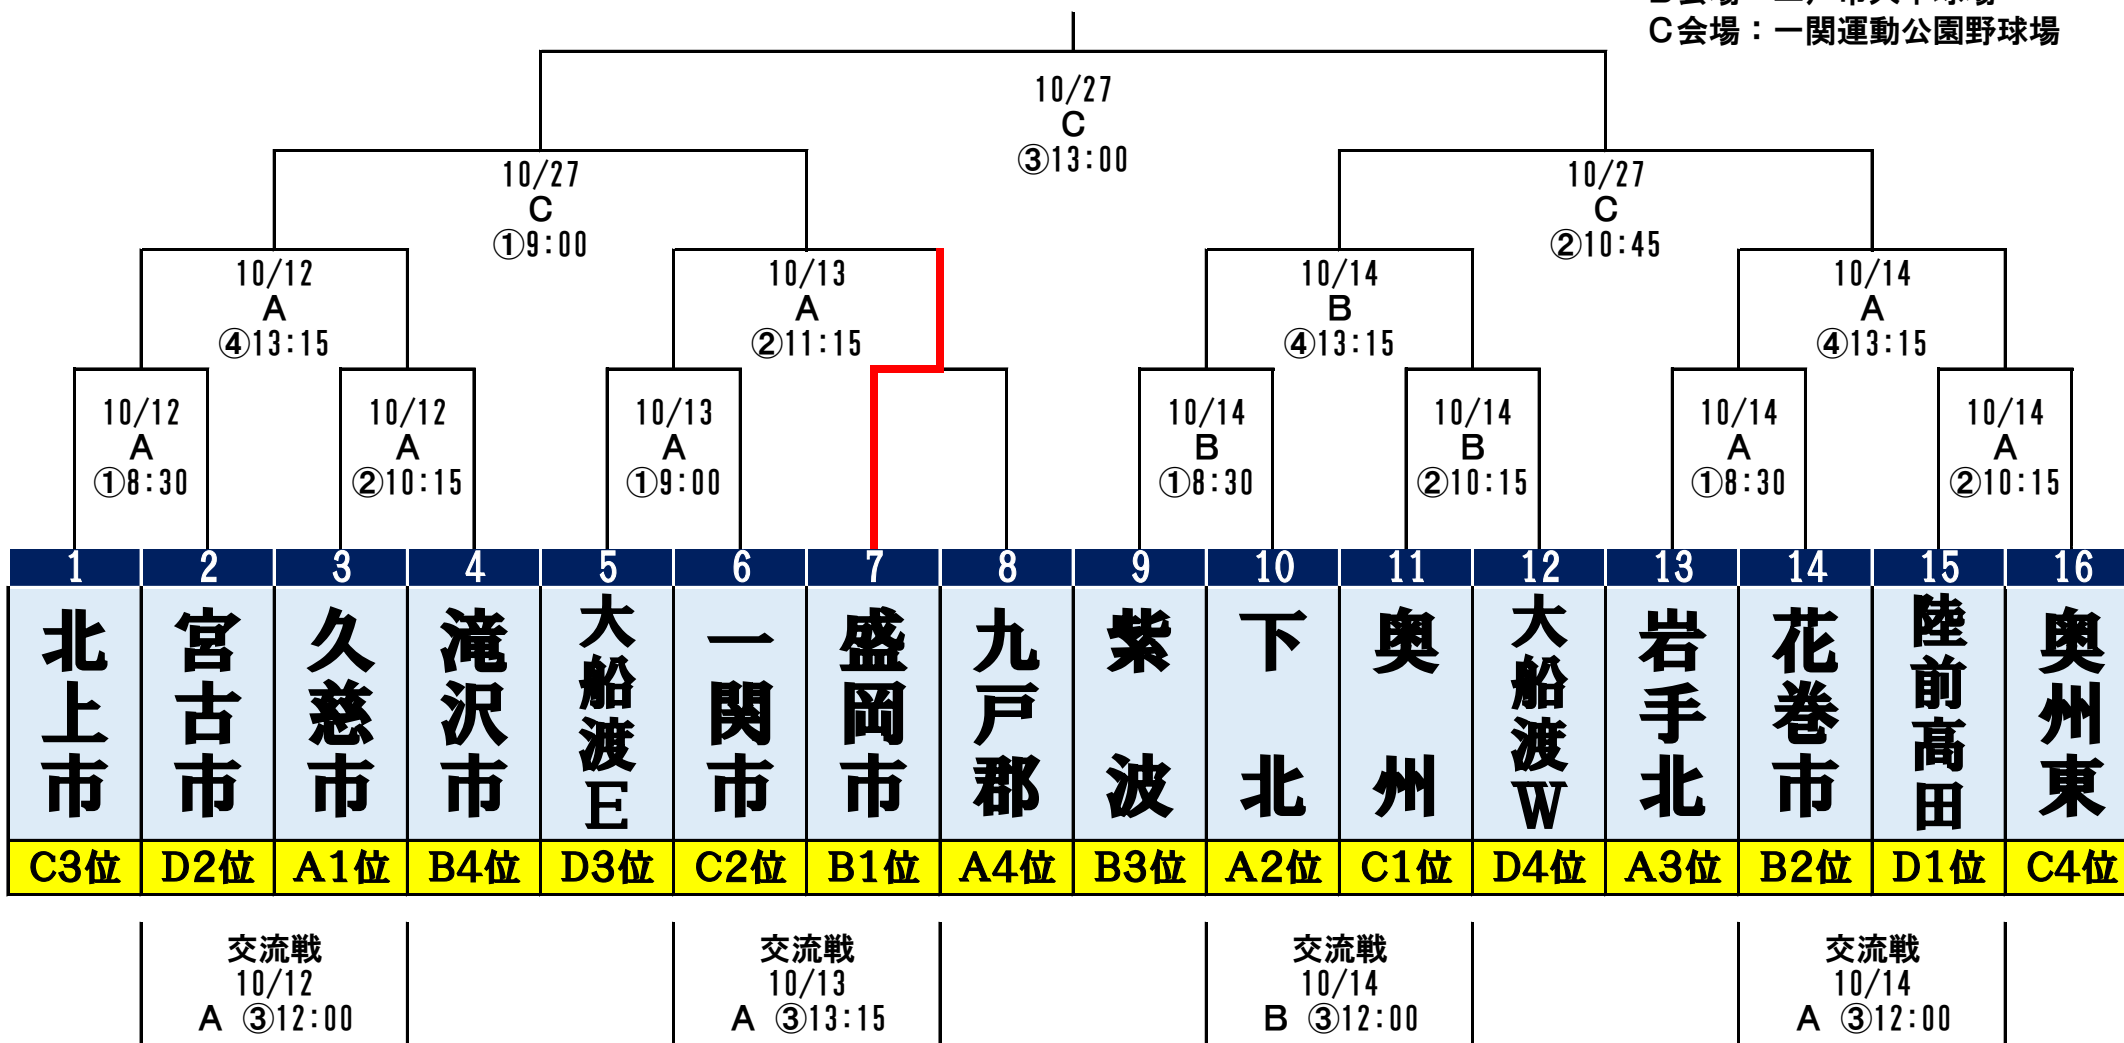 C会場：一関運動公園野球場
10/27
C
③13:00
10/27
C
①9:00
10/27
C
②10:45
10/12
A
④13:15
10/13
A
②11:15
10/14
B
④13:15
10/14
A
④13:15
10/12
A
①8:30
10/12
A
②10:15
10/13
A
①9:00
10/14
B
①8:30
10/14
B
②10:15
10/14
A
①8:30
10/14
A
②10:15
1 2 3 4 5 6 7 8 9 10 11 12 13 14 15 16
北上市
宮古市
久慈市
滝沢市
大船渡E
一関市
盛岡市
九戸郡
紫波
下北
奥州
大船渡W
岩手北
花巻市
陸前高田
奥州東
C3位 D2位 A1位 B4位 D3位 C2位 B1位 A4位 B3位 A2位 C1位 D4位 A3位 B2位 D1位 C4位
交流戦
10/12
A ③12:00
交流戦
10/13
A ③13:15
交流戦
10/14
B ③12:00
交流戦
10/14
A ③12:00